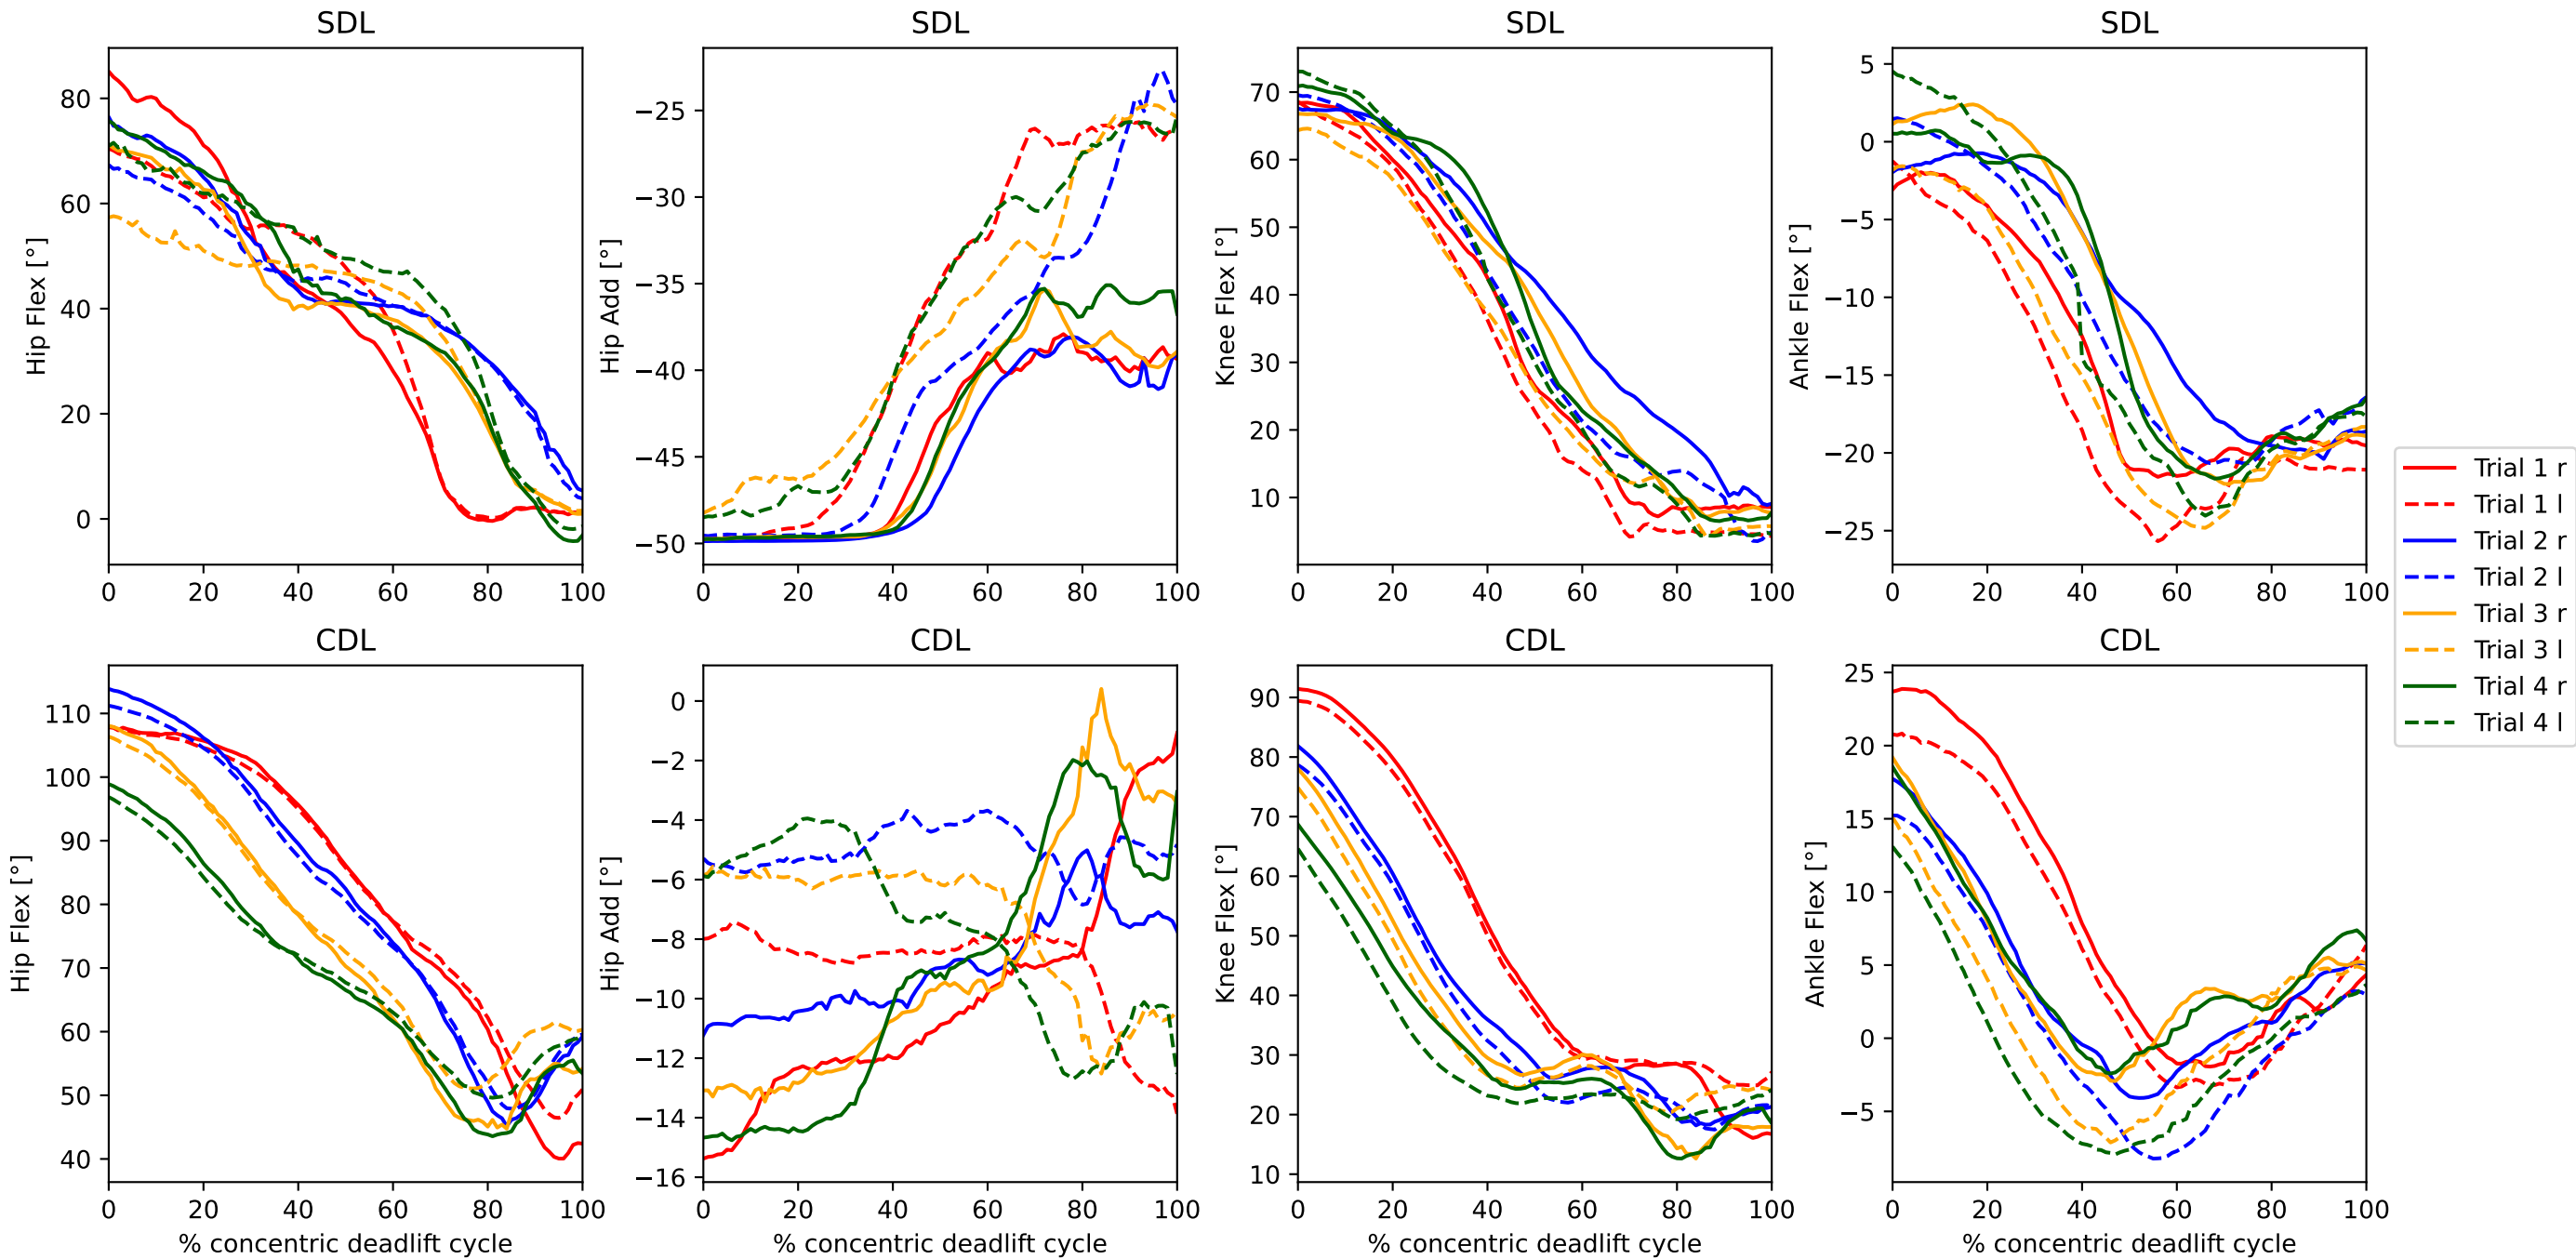 SDL
SDL
SDL
SDL
Hip Flex [°]
80
60
40
20
0
0 20 40 60 80 100
Hip Add [°]
−25
−30
−35
−40
−45
−50
0 20 40 60 80 100
Knee Flex [°]
70
60
50
40
30
20
10
0 20 40 60 80 100
Ankle Flex [°]
5
0
−5
−10
−15
−20
−25
0 20 40 60 80 100
Trial 1 r
Trial 1 l
Trial 2 r
Trial 2 l
Trial 3 r
Trial 3 l
Trial 4 r
Trial 4 l
CDL
CDL
CDL
CDL
Hip Flex [°]
110
100
90
80
70
60
50
40
0 20 40 60 80 100
% concentric deadlift cycle
Hip Add [°]
0
−2
−4
−6
−8
−10
−12
−14
−16
0 20 40 60 80 100
% concentric deadlift cycle
Knee Flex [°]
90
80
70
60
50
40
30
20
10
0 20 40 60 80 100
% concentric deadlift cycle
Ankle Flex [°]
25
20
15
10
5
0
−5
0 20 40 60 80 100
% concentric deadlift cycle